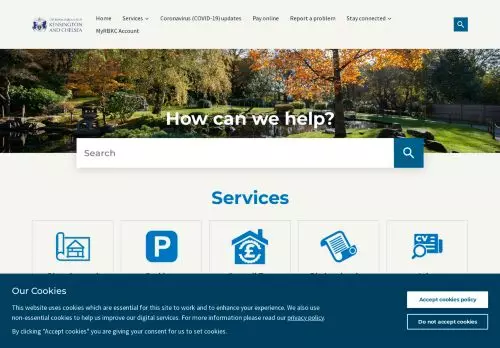 THE ROYAL BOROUGH OF
KENSINGTON
AND CHELSEA
Home Services Coronavirus (COVID-19) updates Pay online Report a problem Stay connected
MyRBKC Account
How can we help?
Search
Services
P
£
CV
Our Cookies
This website uses cookies which are essential for this site to work and to enhance your experience. We also use
non-essential cookies to help us improve our digital services. For more information please read our privacy policy.
By clicking "Accept cookies" you are giving your consent for us to set cookies.
Accept cookies policy
Do not accept cookies